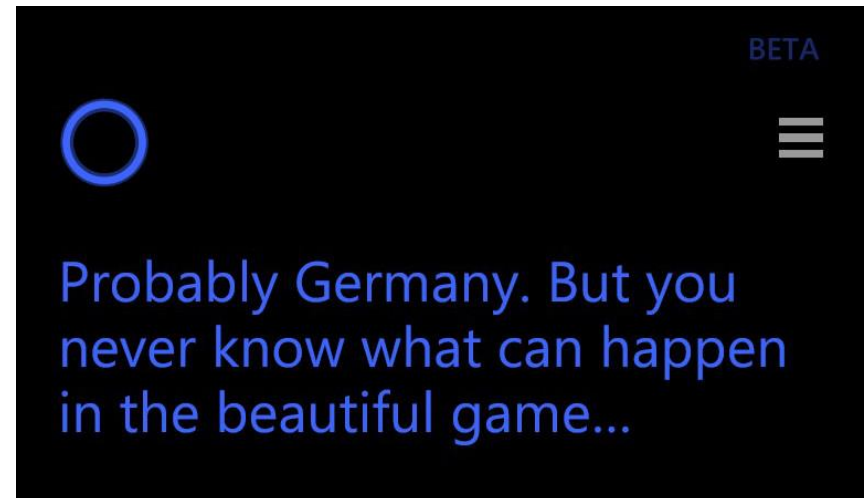 BETA
Probably Germany. But you
never know what can happen
in the beautiful game...